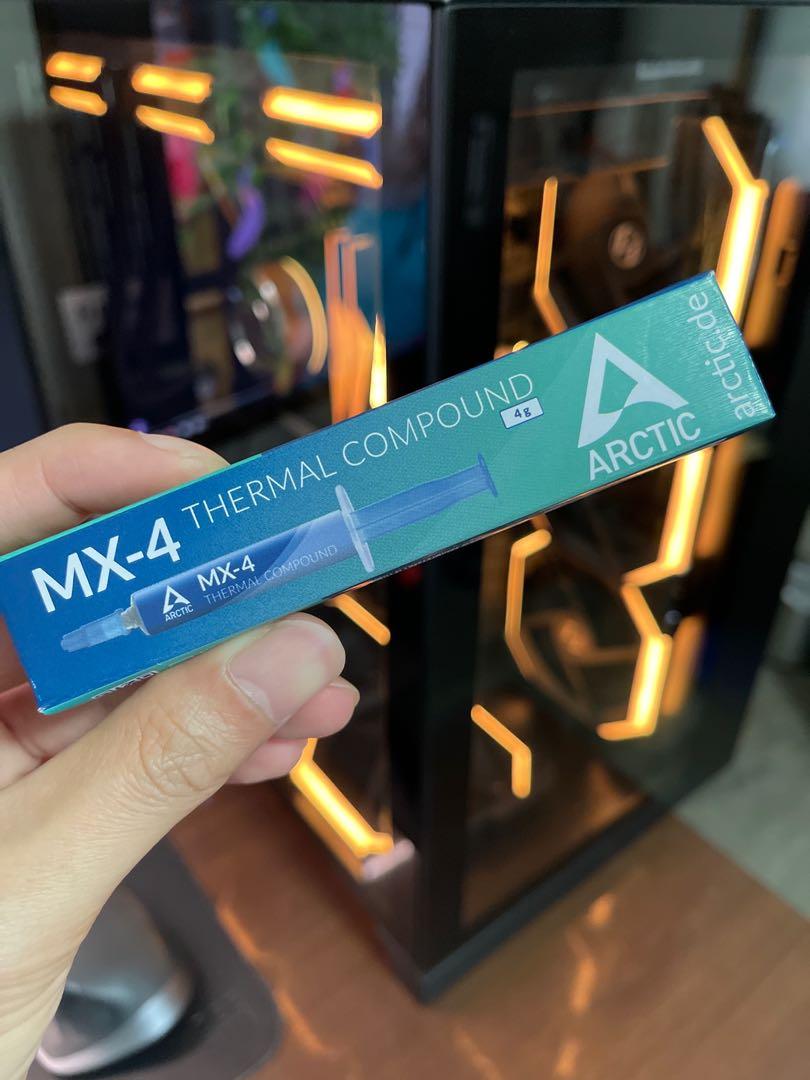 MX-4 THERMAL COMPOUND
4g
ARCTIC
arctic.de
MX-4
THERMAL COMPOUND
ARCTIC